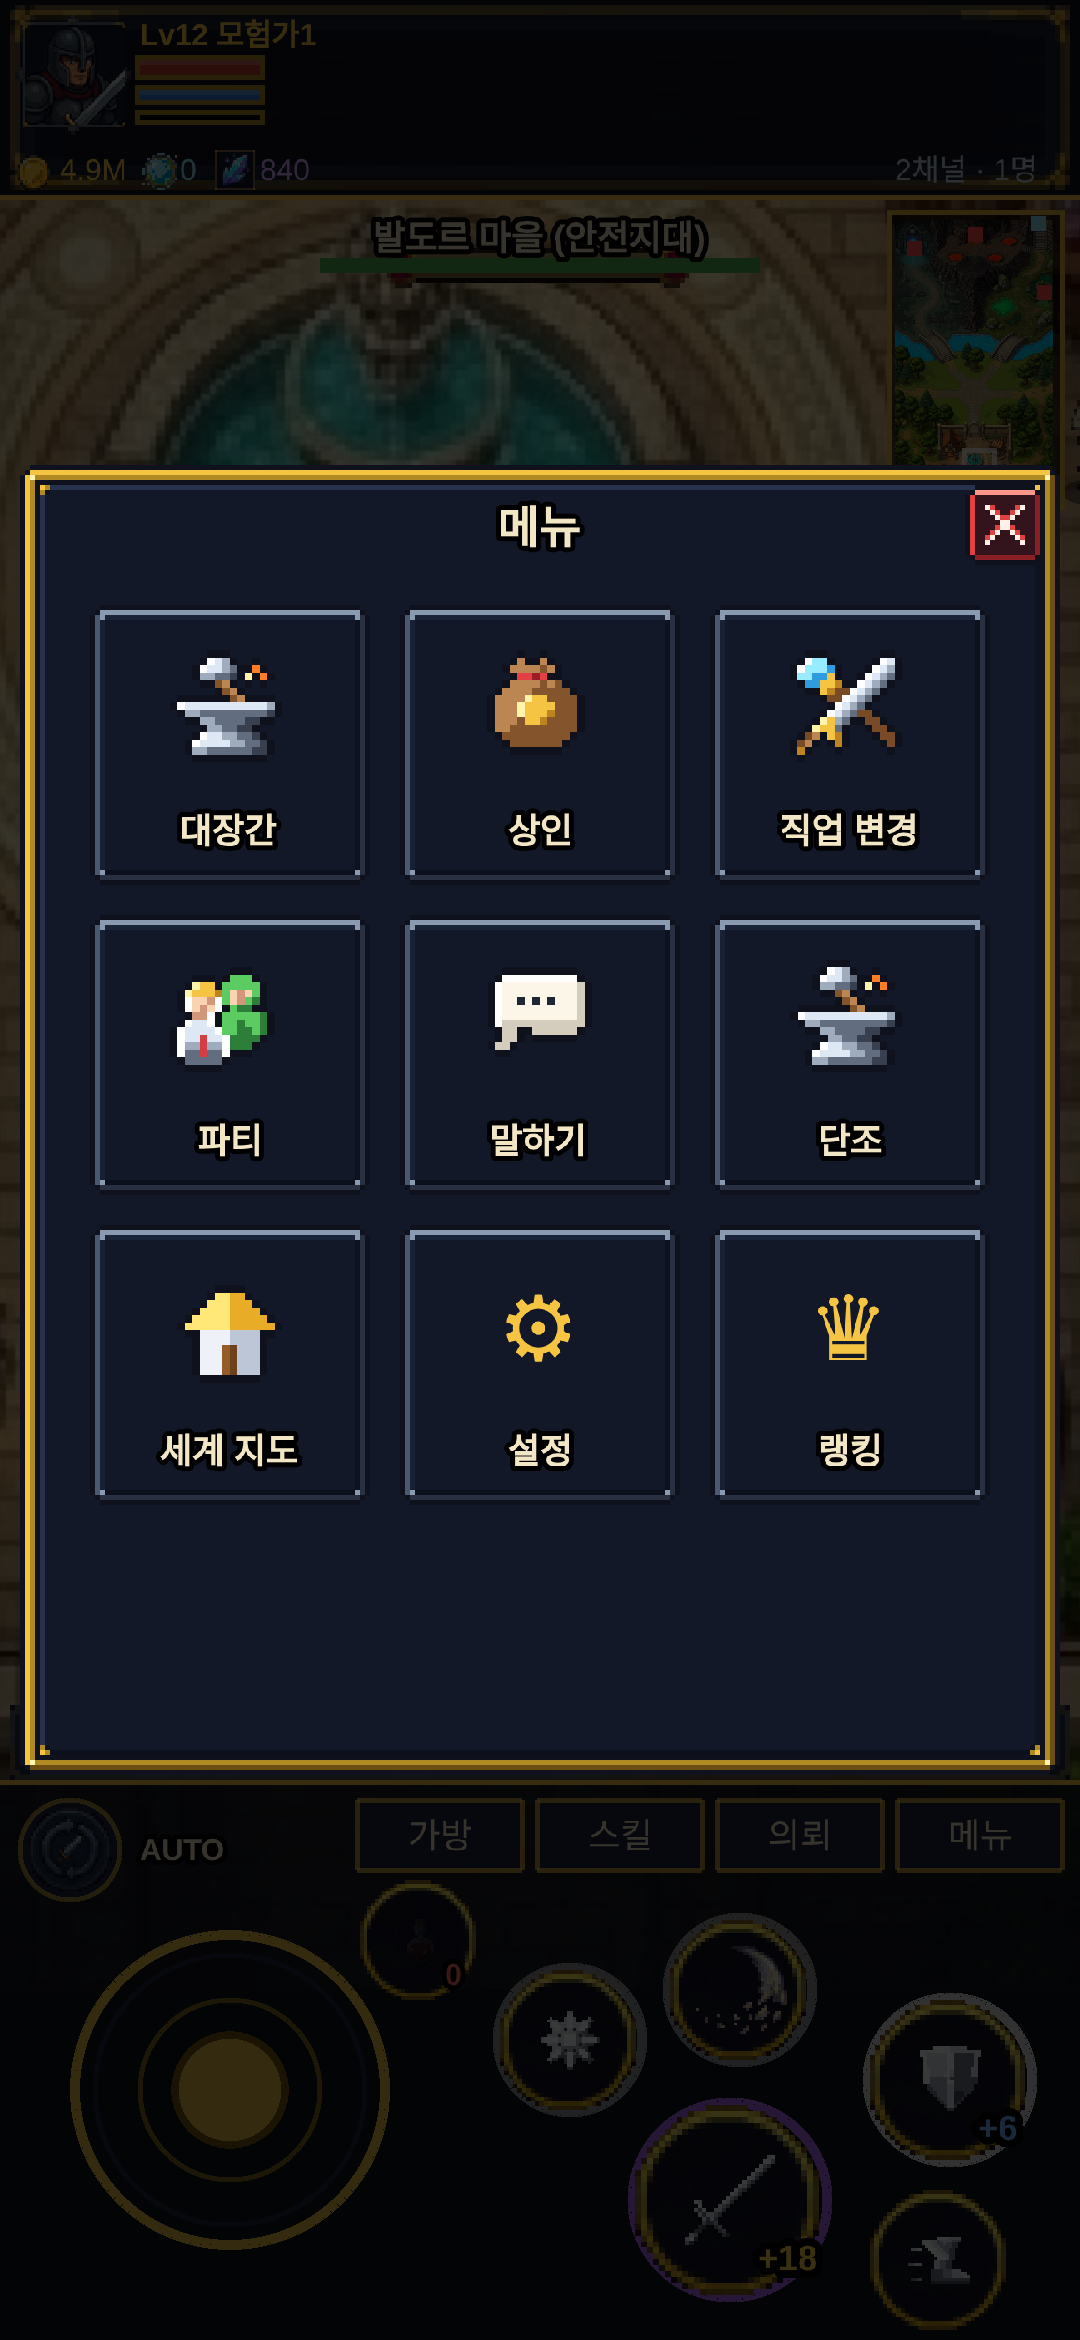 Lv12 모험가1
4.9M 0 840 2채널 · 1명
발도르 마을 (안전지대)
메뉴
대장간 상인 직업 변경
파티 말하기 단조
세계 지도 설정 랭킹
AUTO 가방 스킬 의뢰 메뉴
0
+6
+18